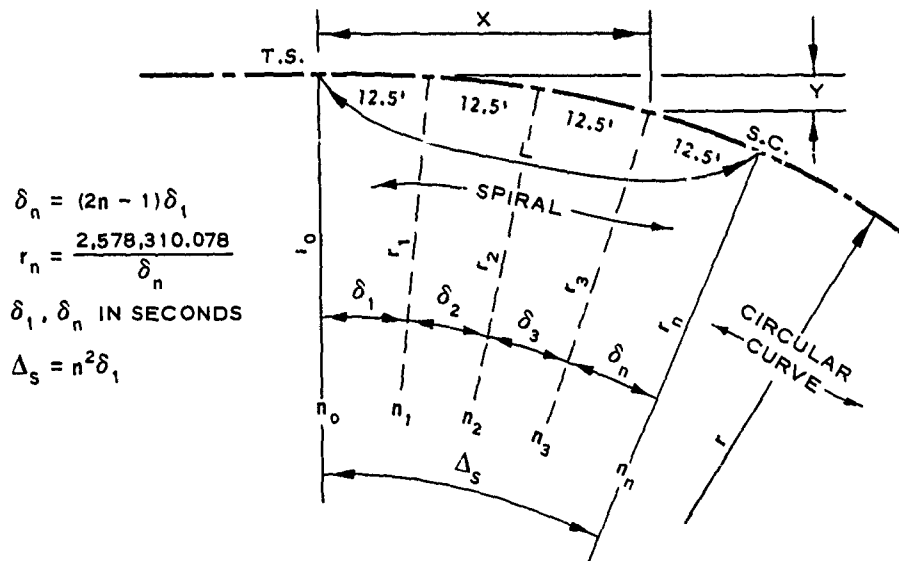 X
T.S.
Y
12.5'
12.5'
12.5'
12.5'
L
S.C.
SPIRAL
δₙ = (2n − 1)δ₁
rₙ = 2,578,310.078 / δₙ
δ₁, δₙ IN SECONDS
Δₛ = n²δ₁
r₀
r₁
r₂
r₃
rₙ
δ₁
δ₂
δ₃
δₙ
CIRCULAR
CURVE
r
n₀
n₁
n₂
n₃
nₙ
Δₛ